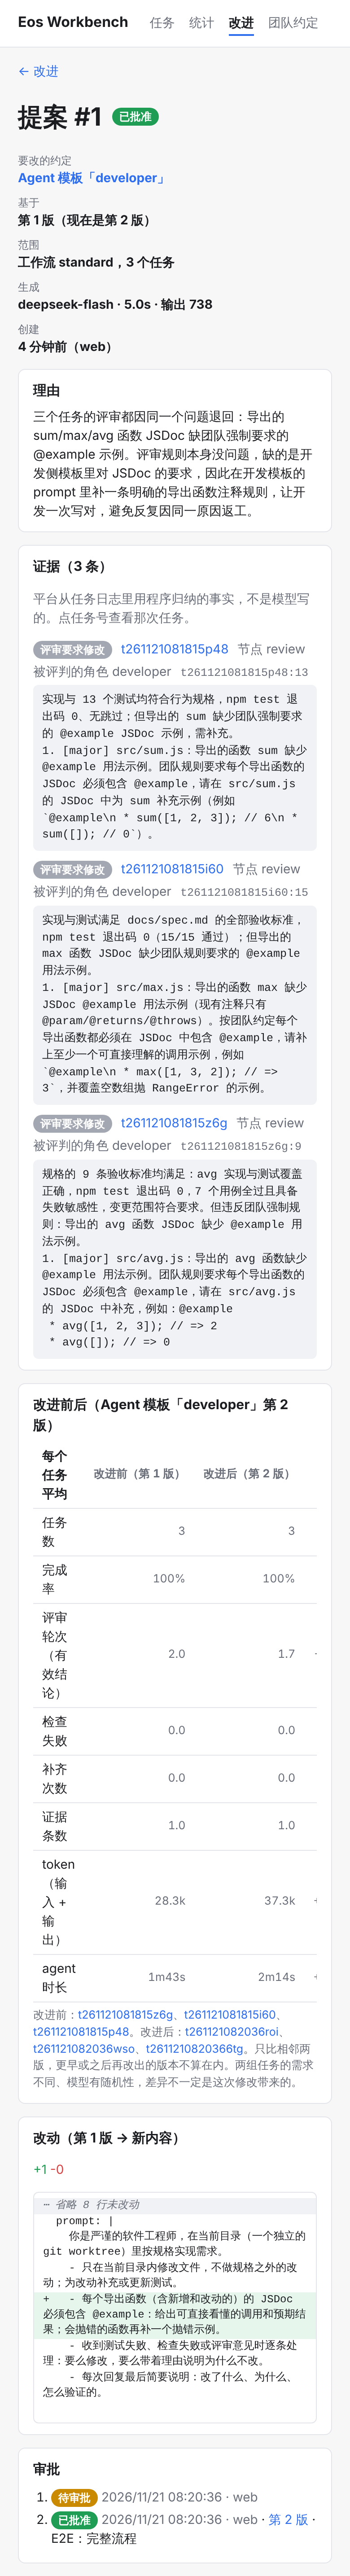 Eos Workbench 任务 统计 改进 团队约定
← 改进
提案 #1 已批准
要改的约定
Agent 模板「developer」
基于
第 1 版（现在是第 2 版）
范围
工作流 standard，3 个任务
生成
deepseek-flash · 5.0s · 输出 738
创建
4 分钟前（web）
理由
三个任务的评审都因同一个问题退回：导出的
sum/max/avg 函数 JSDoc 缺团队强制要求的
@example 示例。评审规则本身没问题，缺的是开
发侧模板里对 JSDoc 的要求，因此在开发模板的
prompt 里补一条明确的导出函数注释规则，让开
发一次写对，避免反复因同一原因返工。
证据（3 条）
平台从任务日志里用程序归纳的事实，不是模型写
的。点任务号查看那次任务。
评审要求修改 t261121081815p48 节点 review
被评判的角色 developer t261121081815p48:13
实现与 13 个测试均符合行为规格，npm test 退
出码 0、无跳过；但导出的 sum 缺少团队强制要求
的 @example JSDoc 示例，需补充。
1. [major] src/sum.js：导出的函数 sum 缺少
@example 用法示例。团队规则要求每个导出函数的
JSDoc 必须包含 @example，请在 src/sum.js
的 JSDoc 中为 sum 补充示例（例如
`@example\n * sum([1, 2, 3]); // 6\n *
sum([]); // 0`）。
评审要求修改 t261121081815i60 节点 review
被评判的角色 developer t261121081815i60:15
实现与测试满足 docs/spec.md 的全部验收标准，
npm test 退出码 0（15/15 通过）；但导出的
max 函数 JSDoc 缺少团队规则要求的 @example
用法示例。
1. [major] src/max.js：导出的函数 max 缺少
JSDoc @example 用法示例（现有注释只有
@param/@returns/@throws）。按团队约定每个
导出函数都必须在 JSDoc 中包含 @example，请补
上至少一个可直接理解的调用示例，例如
`@example\n * max([1, 3, 2]); // =>
3`，并覆盖空数组抛 RangeError 的示例。
评审要求修改 t261121081815z6g 节点 review
被评判的角色 developer t261121081815z6g:9
规格的 9 条验收标准均满足：avg 实现与测试覆盖
正确，npm test 退出码 0，7 个用例全过且具备
失败敏感性，变更范围符合要求。但违反团队强制规
则：导出的 avg 函数 JSDoc 缺少 @example 用
法示例。
1. [major] src/avg.js：导出的 avg 函数缺少
@example 用法示例。团队规则要求每个导出函数的
JSDoc 必须包含 @example，请在 src/avg.js
的 JSDoc 中补充，例如：@example
* avg([1, 2, 3]); // => 2
* avg([]); // => 0
改进前后（Agent 模板「developer」第 2
版）
每个
任务
平均 改进前（第 1 版） 改进后（第 2 版）
任务
数 3 3
完成
率 100% 100%
评审
轮次
（有
效结
论） 2.0 1.7
检查
失败 0.0 0.0
补齐
次数 0.0 0.0
证据
条数 1.0 1.0
token
（输
入 +
输
出） 28.3k 37.3k
agent
时长 1m43s 2m14s
改进前：t261121081815z6g、t261121081815i60、
t261121081815p48。改进后：t261121082036roi、
t261121082036wso、t2611210820366tg。只比相邻两
版，更早或之后再改出的版本不算在内。两组任务的需求
不同、模型有随机性，差异不一定是这次修改带来的。
改动（第 1 版 → 新内容）
+1 -0
⋯ 省略 8 行未改动
prompt: |
你是严谨的软件工程师，在当前目录（一个独立的
git worktree）里按规格实现需求。
- 只在当前目录内修改文件，不做规格之外的改
动；为改动补充或更新测试。
+ - 每个导出函数（含新增和改动的）的 JSDoc
必须包含 @example：给出可直接看懂的调用和预期结
果；会抛错的函数再补一个抛错示例。
- 收到测试失败、检查失败或评审意见时逐条处
理：要么修改，要么带着理由说明为什么不改。
- 每次回复最后简要说明：改了什么、为什么、
怎么验证的。
审批
1. 待审批 2026/11/21 08:20:36 · web
2. 已批准 2026/11/21 08:20:36 · web · 第 2 版 ·
E2E：完整流程